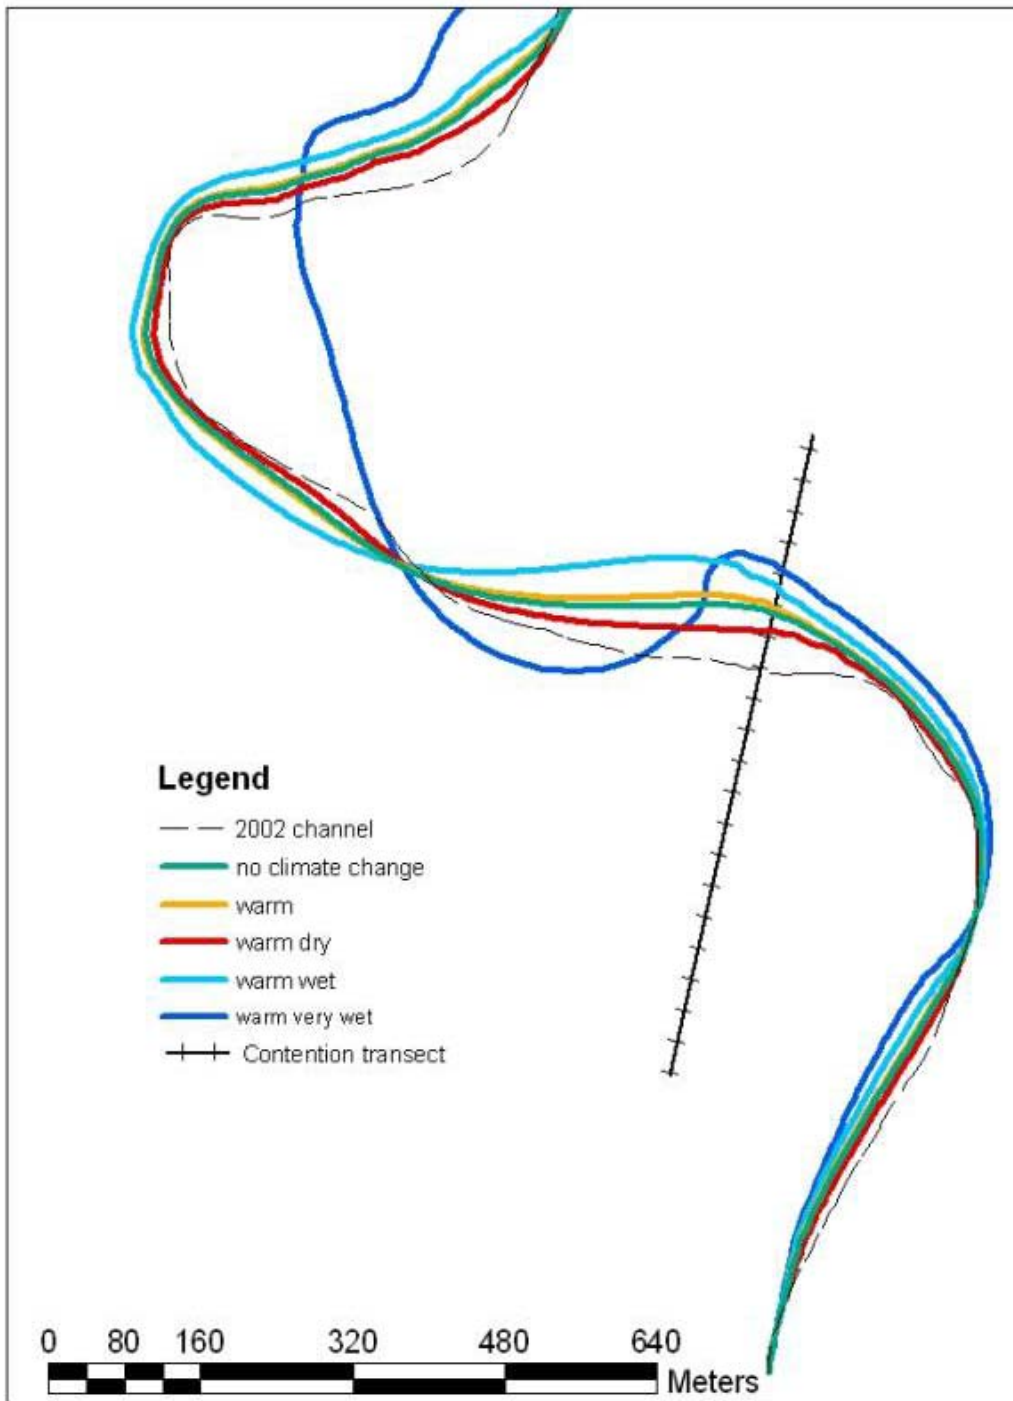 Legend
2002 channel
no climate change
warm
warm dry
warm wet
warm very wet
Contention transect
0 80 160 320 480 640
Meters